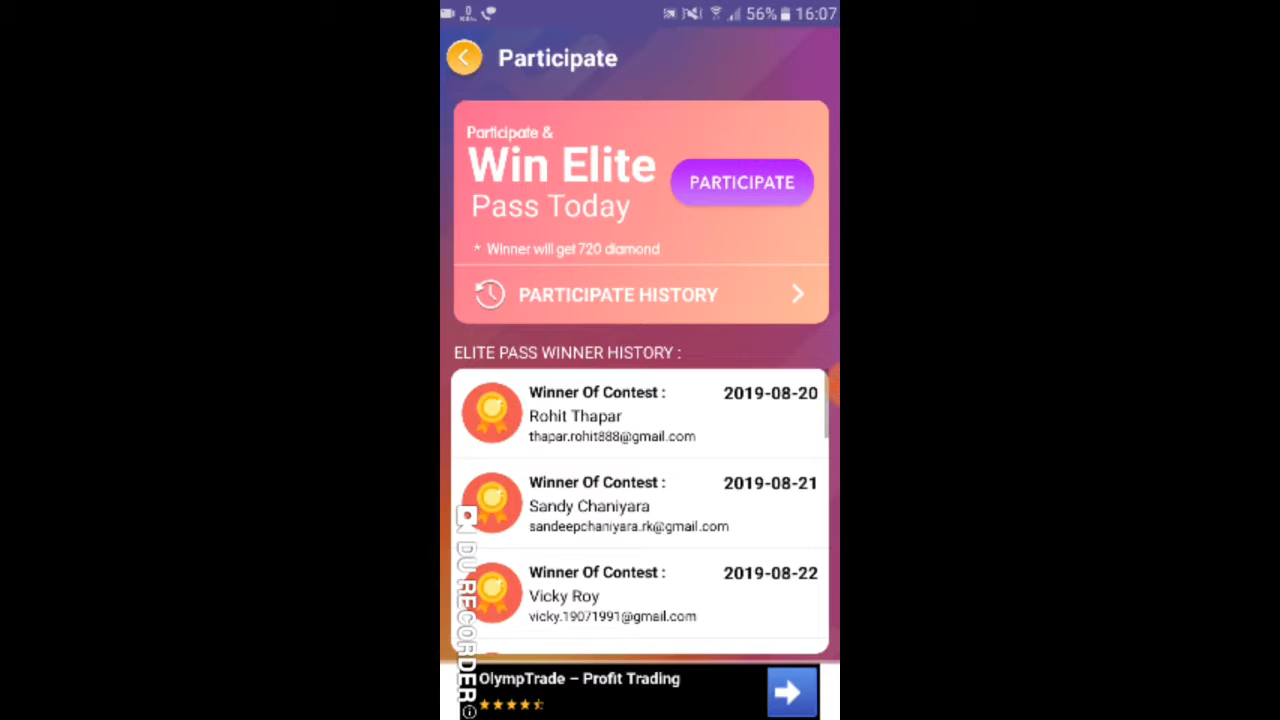 0
56% 16:07
Participate
Participate &
Win Elite
Pass Today
PARTICIPATE
* Winner will get 720 diamond
PARTICIPATE HISTORY
ELITE PASS WINNER HISTORY :
Winner Of Contest : 2019-08-20
Rohit Thapar
thapar.rohit888@gmail.com
Winner Of Contest : 2019-08-21
Sandy Chaniyara
sandeepchaniyara.rk@gmail.com
Winner Of Contest : 2019-08-22
Vicky Roy
vicky.19071991@gmail.com
DU RECORDER
OlympTrade – Profit Trading